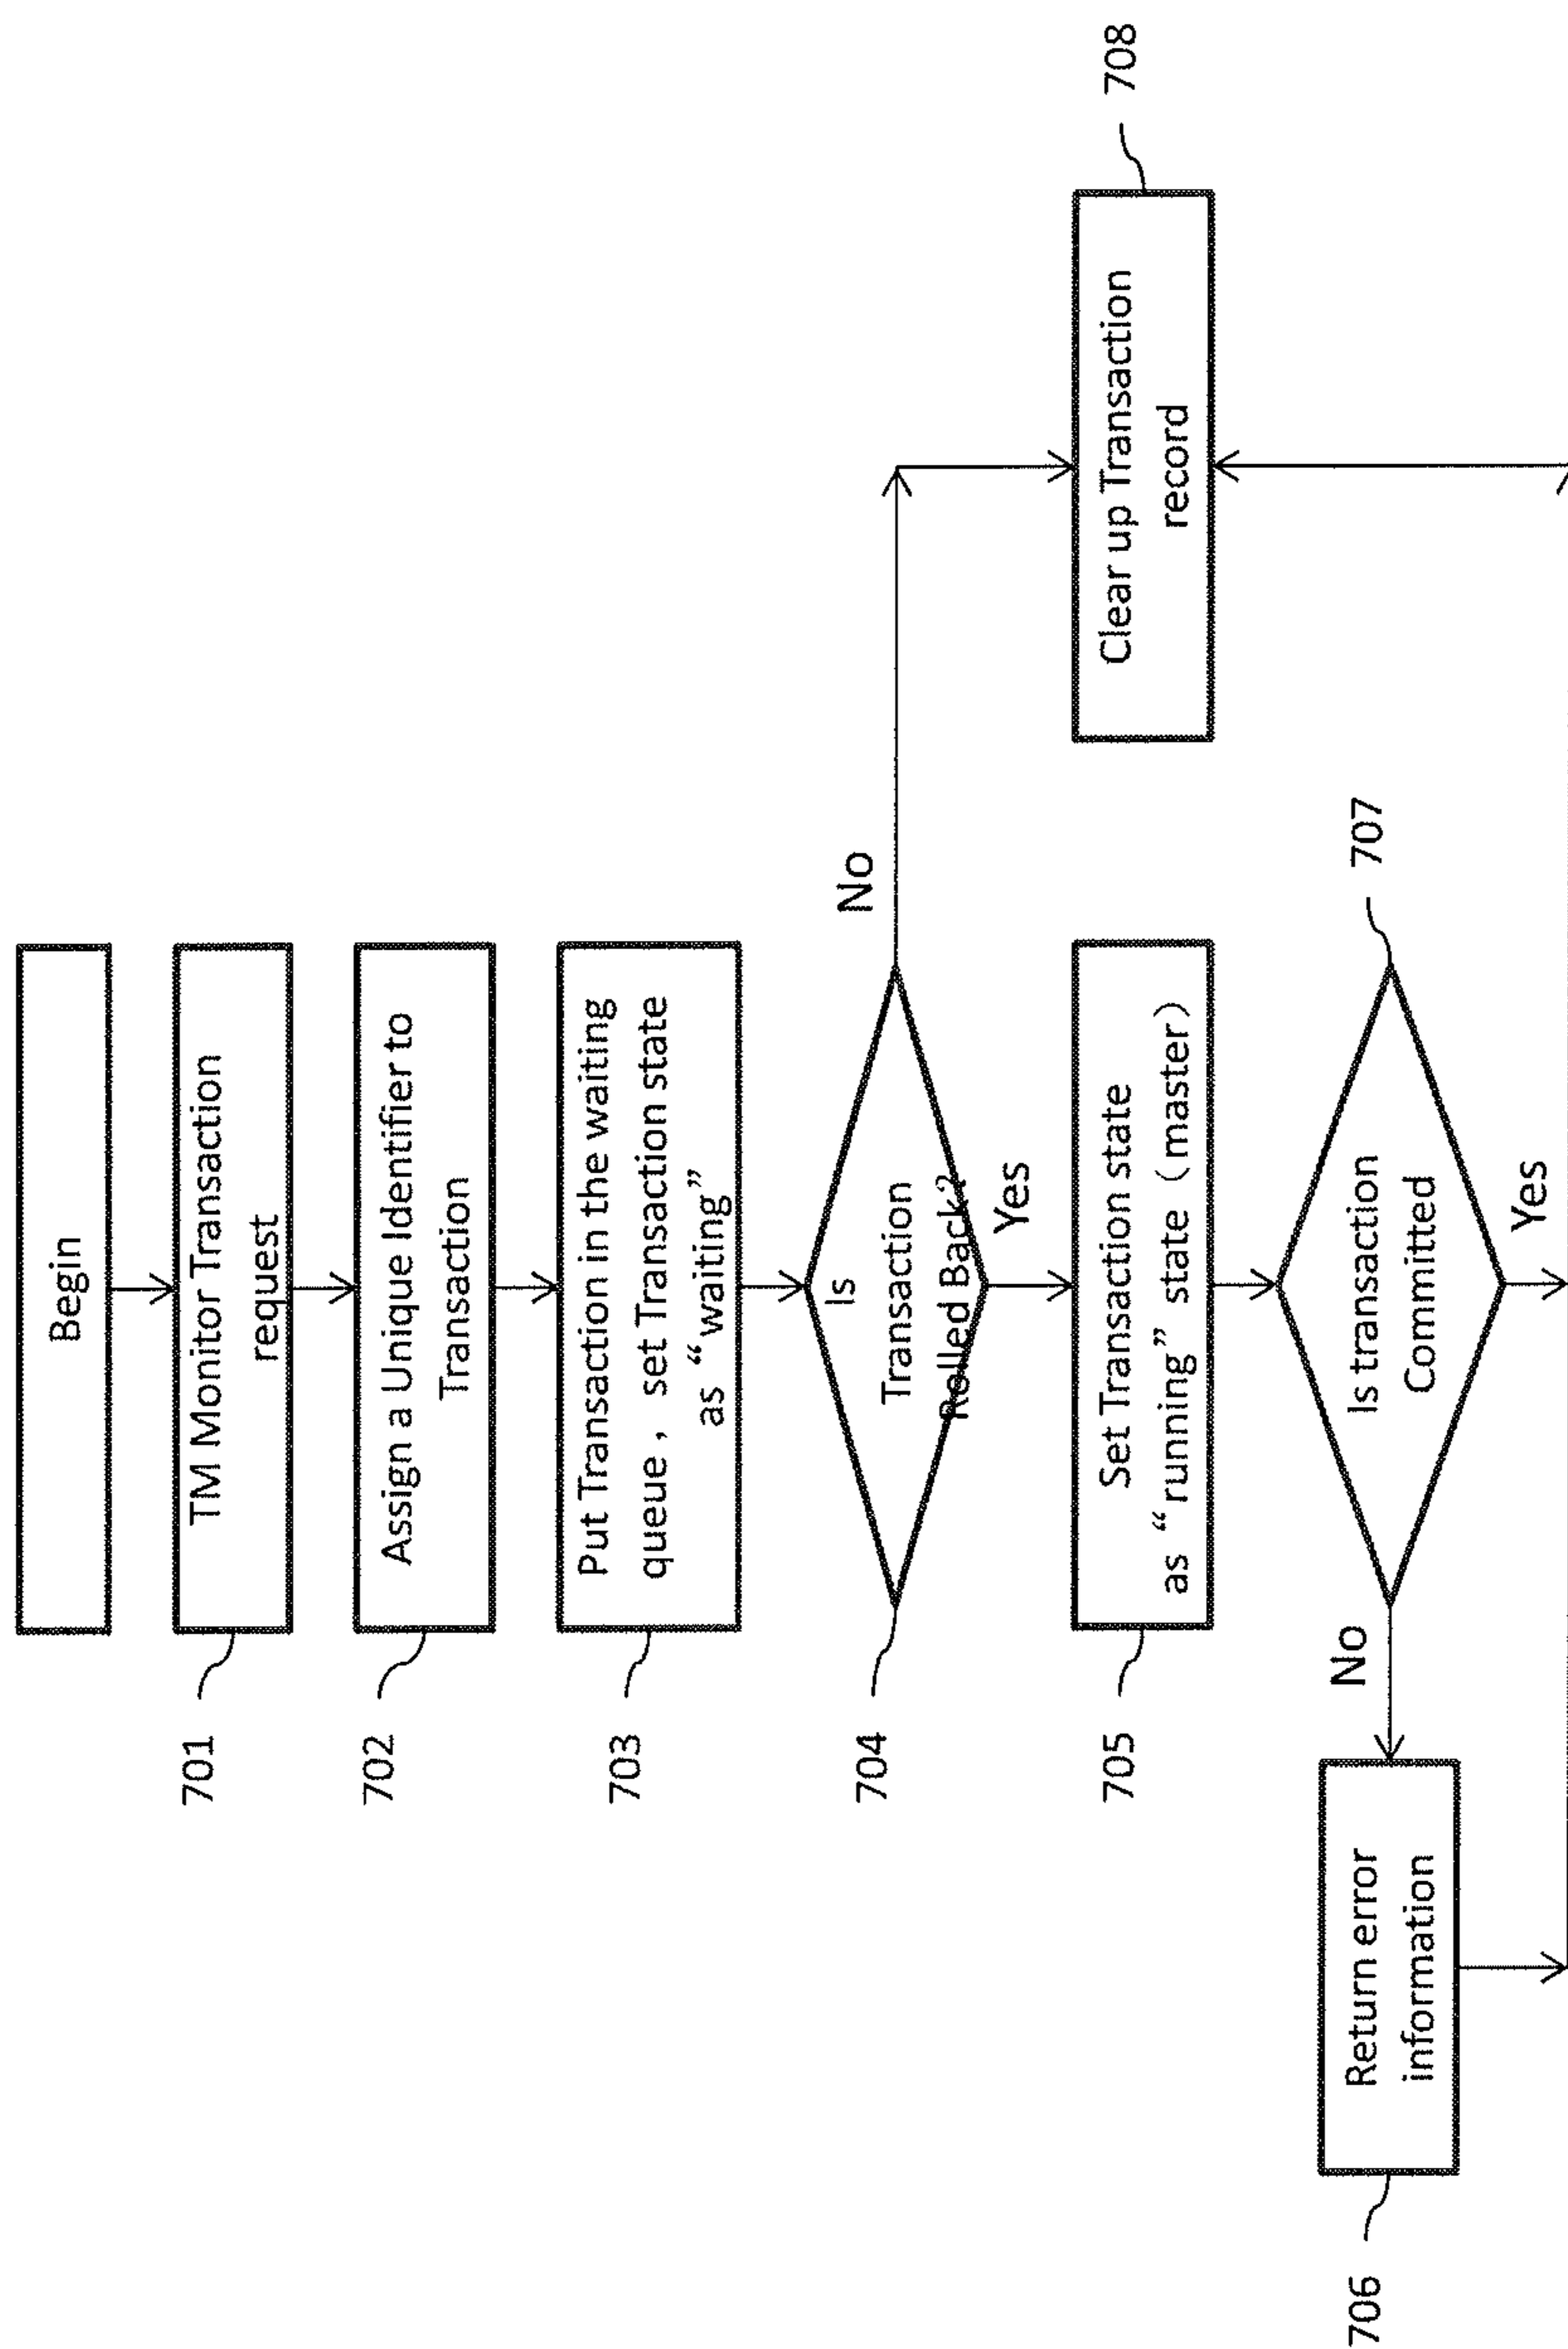 Begin
TM Monitor Transaction
request
701
Assign a Unique Identifier to
Transaction
702
Put Transaction in the waiting
queue , set Transaction state
as “waiting”
703
Is
Transaction
Rolled Back?
704
No
Yes
Set Transaction state
as “running” state (master)
705
Clear up Transaction
record
708
Is transaction
Committed
707
No
Yes
Return error
information
706